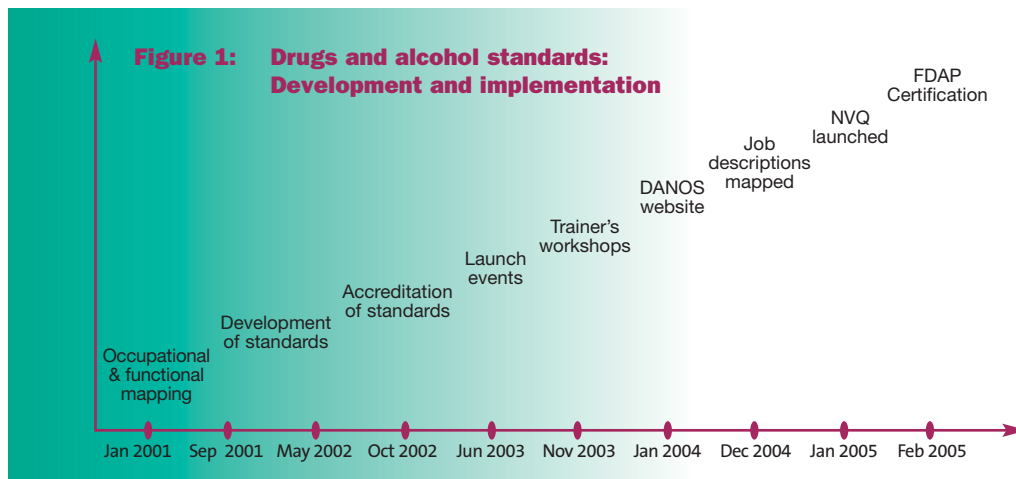 Figure 1: Drugs and alcohol standards:
Development and implementation
FDAP
Certification
NVQ
launched
Job
descriptions
mapped
DANOS
website
Trainer’s
workshops
Launch
events
Accreditation
of standards
Development
of standards
Occupational
& functional
mapping
Jan 2001 Sep 2001 May 2002 Oct 2002 Jun 2003 Nov 2003 Jan 2004 Dec 2004 Jan 2005 Feb 2005